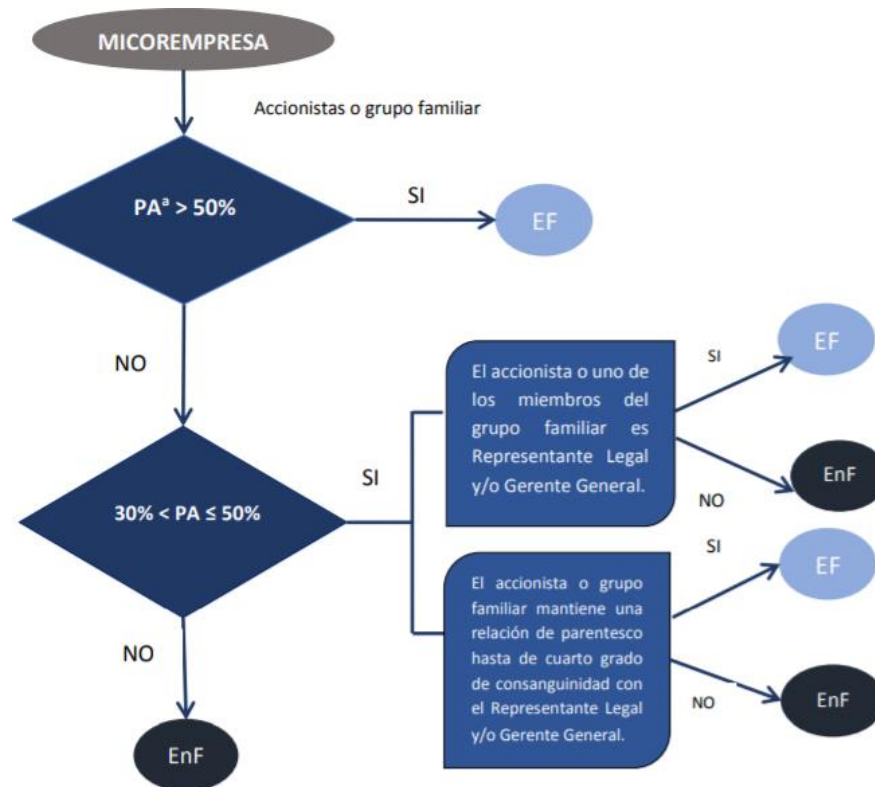 MICOREMPRESA
Accionistas o grupo familiar
PAª > 50%
SI
EF
NO
30% < PA ≤ 50%
SI
El accionista o uno de
los miembros del
grupo familiar es
Representante Legal
y/o Gerente General.
SI
EF
NO
EnF
El accionista o grupo
familiar mantiene una
relación de parentesco
hasta de cuarto grado
de consanguinidad con
el Representante Legal
y/o Gerente General.
SI
EF
NO
EnF
NO
EnF